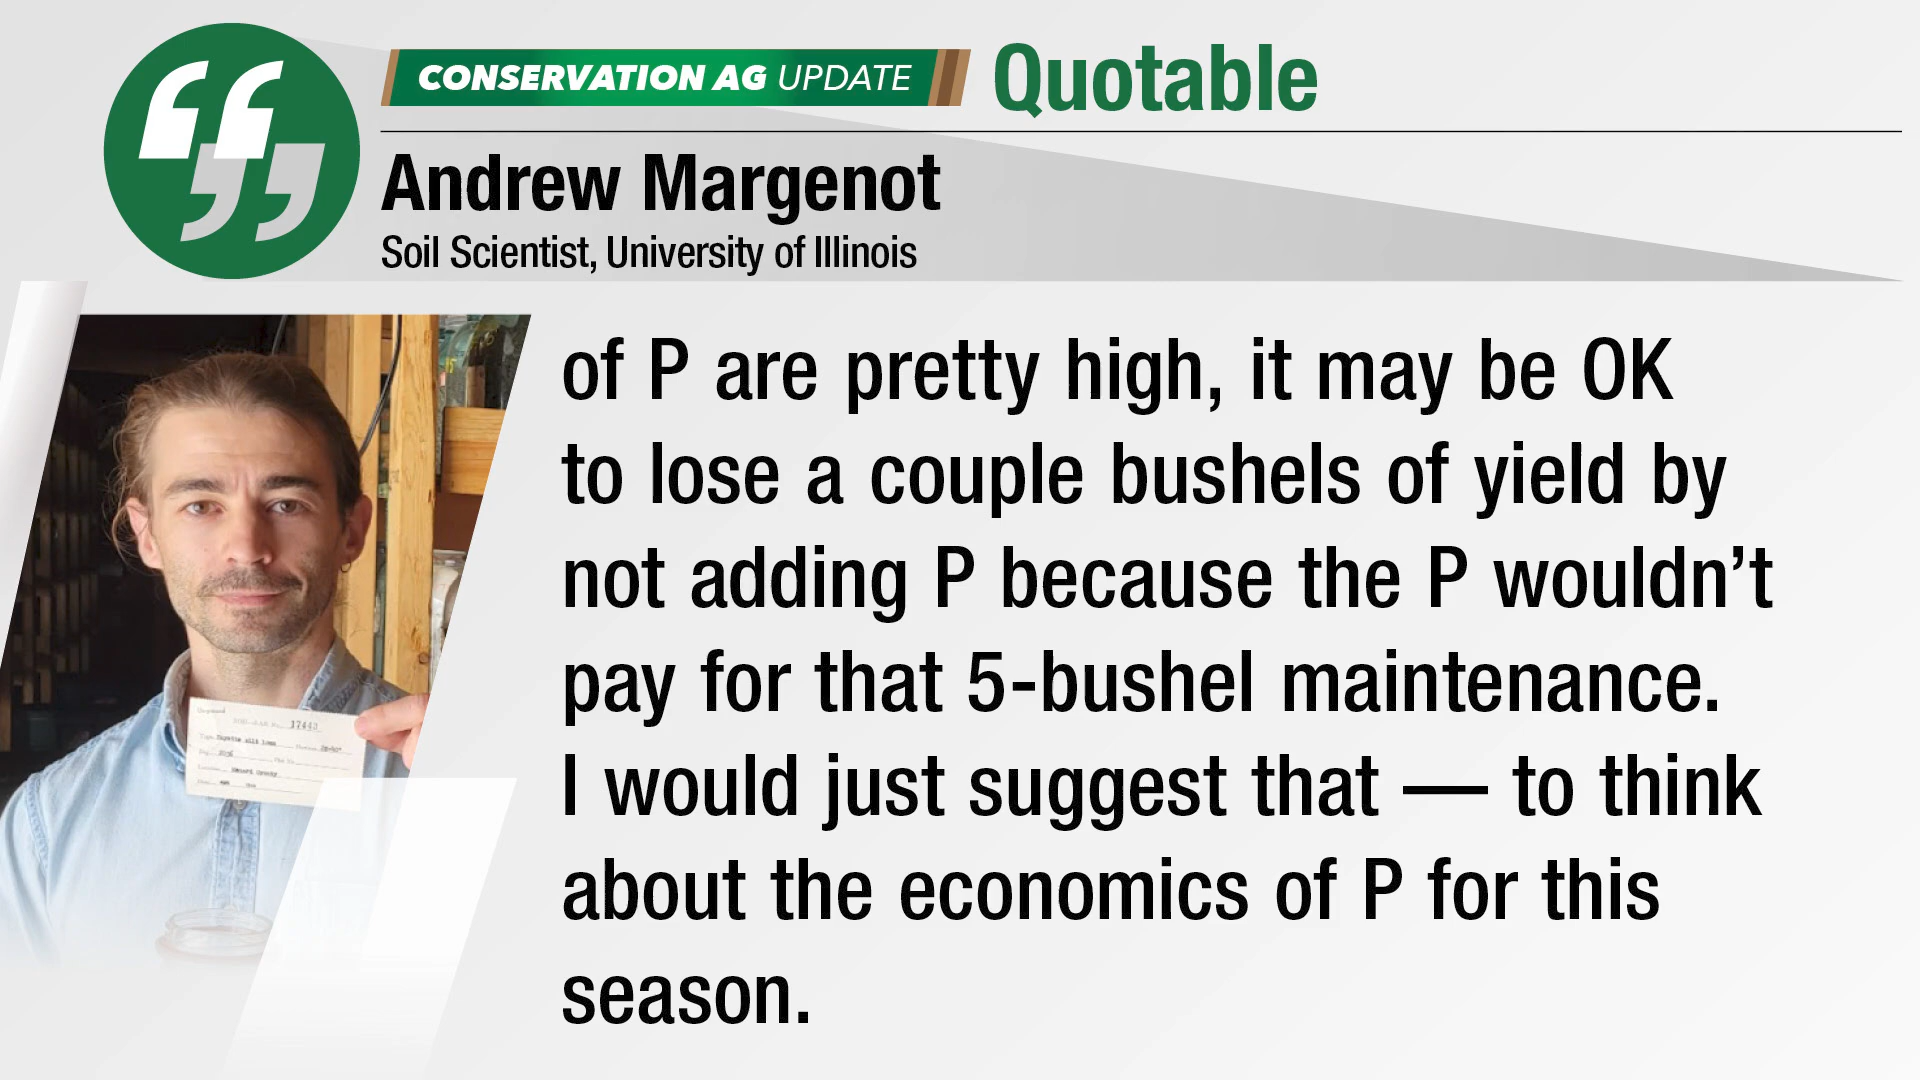 CONSERVATION AG UPDATE Quotable
Andrew Margenot
Soil Scientist, University of Illinois
of P are pretty high, it may be OK
to lose a couple bushels of yield by
not adding P because the P wouldn’t
pay for that 5-bushel maintenance.
I would just suggest that — to think
about the economics of P for this
season.
17440